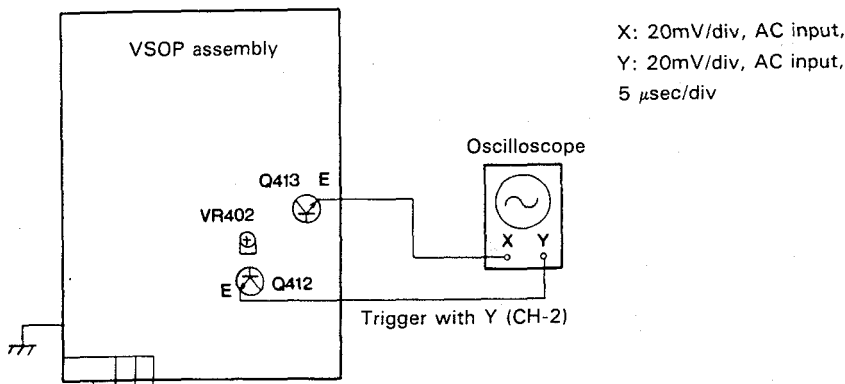 VSOP assembly
X: 20mV/div, AC input,
Y: 20mV/div, AC input,
5 μsec/div
Oscilloscope
Q413 E
VR402
X Y
E Q412
Trigger with Y (CH-2)